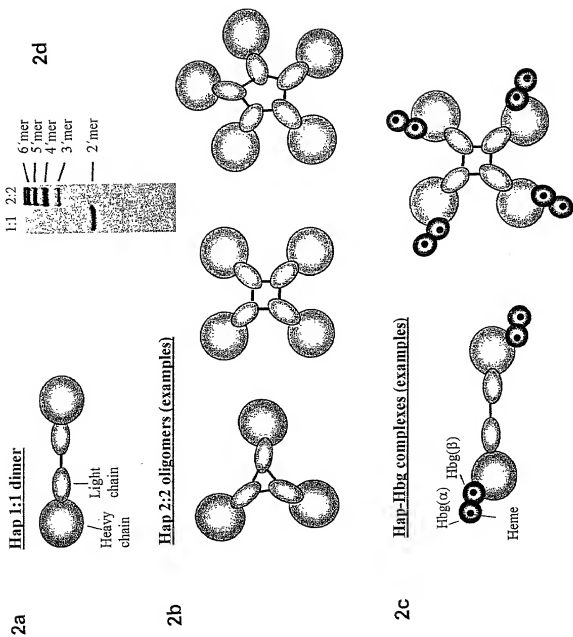 2a
Hap 1:1 dimer
Heavy
chain
Light
chain
1:1 2:2
6'mer
5'mer
4'mer
3'mer
2'mer
2d
2b
Hap 2:2 oligomers (examples)
2c
Hap-Hbg complexes (examples)
Hbg(α)
Hbg(β)
Heme